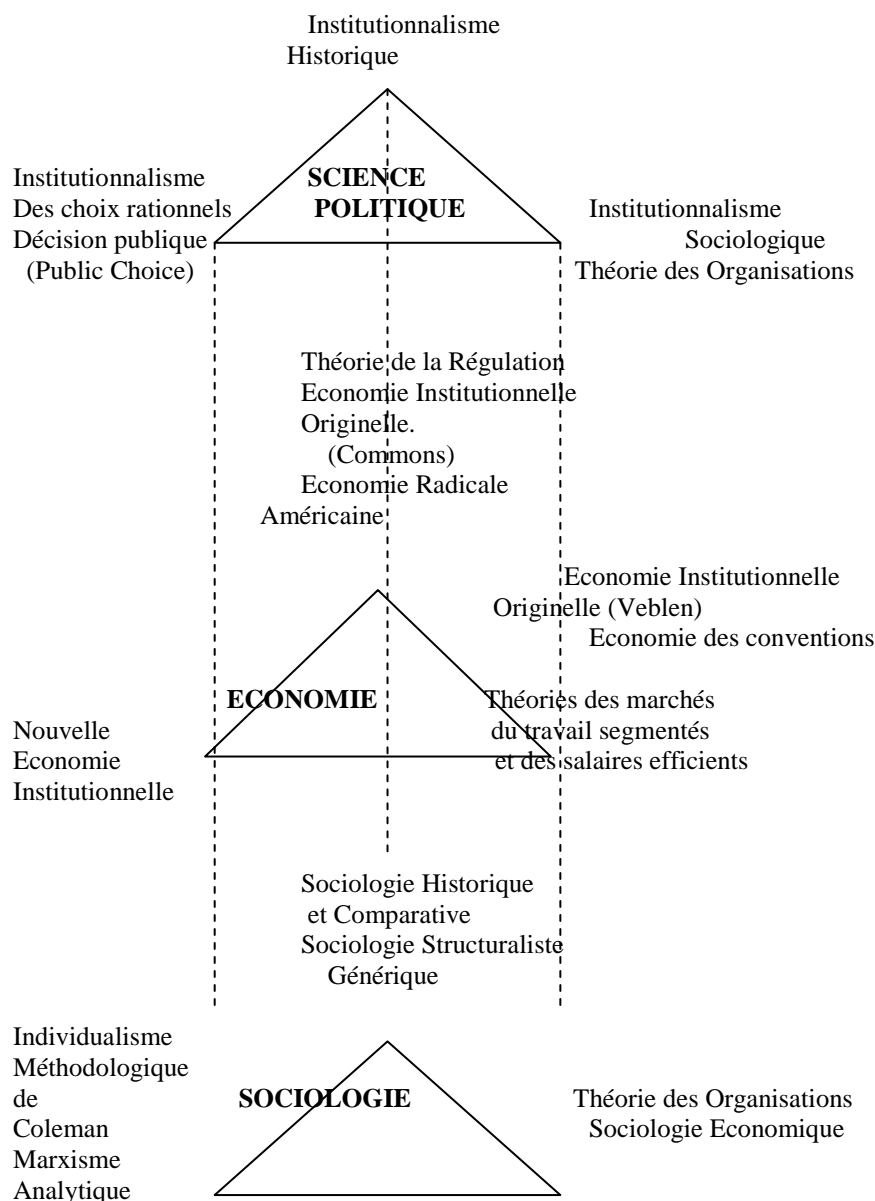 Institutionnalisme
Historique
Institutionnalisme
Des choix rationnels
Décision publique
(Public Choice)
SCIENCE
POLITIQUE
Institutionnalisme
Sociologique
Théorie des Organisations
Théorie de la Régulation
Economie Institutionnelle
Originelle.
(Commons)
Economie Radicale
Américaine
Economie Institutionnelle
Originelle (Veblen)
Economie des conventions
Nouvelle
Economie
Institutionnelle
ECONOMIE
Théories des marchés
du travail segmentés
et des salaires efficients
Sociologie Historique
et Comparative
Sociologie Structuraliste
Générique
Individualisme
Méthodologique
de
Coleman
Marxisme
Analytique
SOCIOLOGIE
Théorie des Organisations
Sociologie Economique